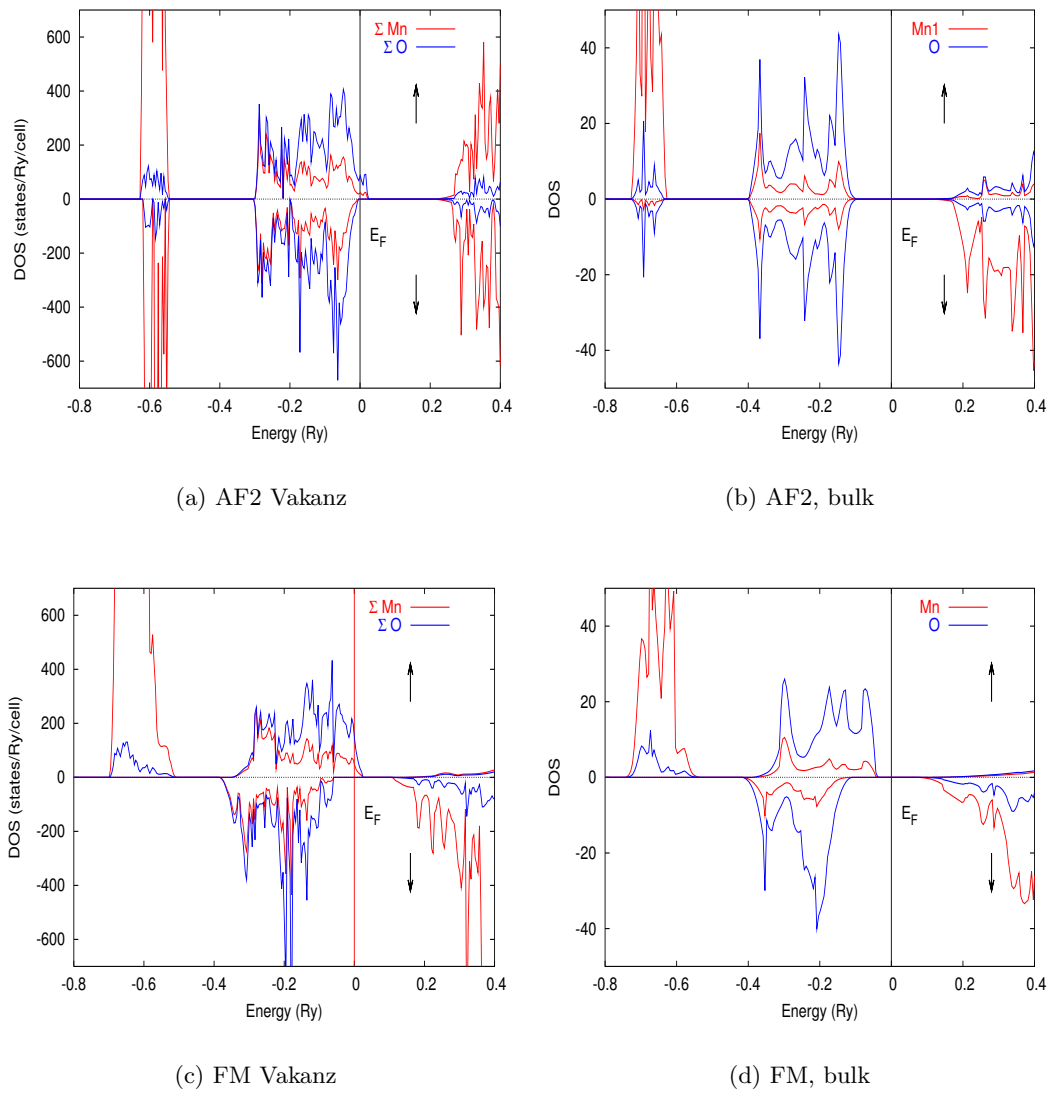 600
400
200
0
-200
-400
-600
DOS (states/Ry/cell)
Σ Mn
Σ O
E_F
-0.8 -0.6 -0.4 -0.2 0 0.2 0.4
Energy (Ry)
(a) AF2 Vakanz
40
20
0
-20
-40
DOS
Mn1
O
E_F
-0.8 -0.6 -0.4 -0.2 0 0.2 0.4
Energy (Ry)
(b) AF2, bulk
600
400
200
0
-200
-400
-600
DOS (states/Ry/cell)
Σ Mn
Σ O
E_F
-0.8 -0.6 -0.4 -0.2 0 0.2 0.4
Energy (Ry)
(c) FM Vakanz
40
20
0
-20
-40
DOS
Mn
O
E_F
-0.8 -0.6 -0.4 -0.2 0 0.2 0.4
Energy (Ry)
(d) FM, bulk